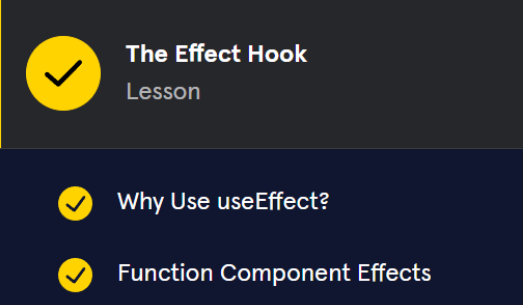 The Effect Hook
Lesson
Why Use useEffect?
Function Component Effects